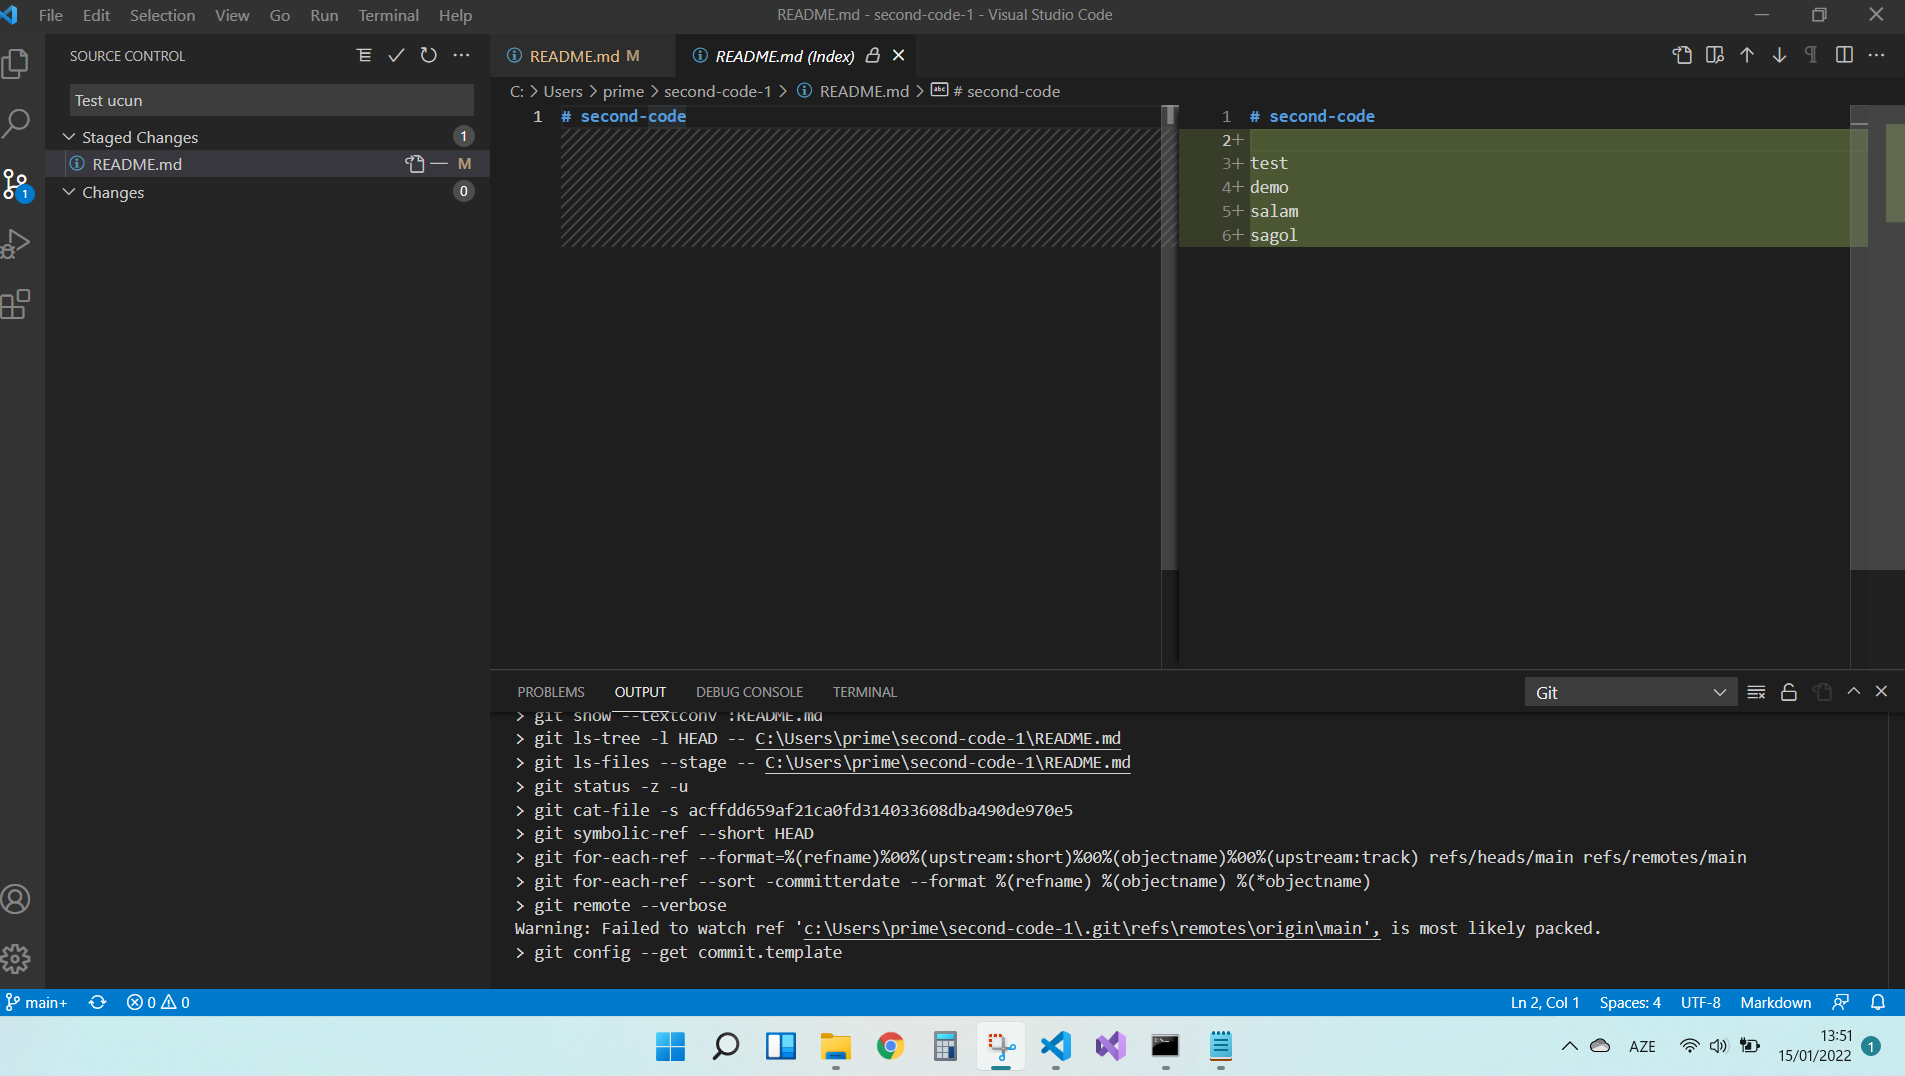 File Edit Selection View Go Run Terminal Help
README.md - second-code-1 - Visual Studio Code
SOURCE CONTROL
README.md M
README.md (Index)
Test ucun
C: > Users > prime > second-code-1 > README.md > abc # second-code
Staged Changes 1
README.md M
Changes 0
1
1 # second-code
1 # second-code
2+
3+ test
4+ demo
5+ salam
6+ sagol
PROBLEMS OUTPUT DEBUG CONSOLE TERMINAL
Git
> git show --textconv :README.md
> git ls-tree -l HEAD -- C:\Users\prime\second-code-1\README.md
> git ls-files --stage -- C:\Users\prime\second-code-1\README.md
> git status -z -u
> git cat-file -s acffdd659af21ca0fd314033608dba490de970e5
> git symbolic-ref --short HEAD
> git for-each-ref --format=%(refname)%00%(upstream:short)%00%(objectname)%00%(upstream:track) refs/heads/main refs/remotes/main
> git for-each-ref --sort -committerdate --format %(refname) %(objectname) %(*objectname)
> git remote --verbose
Warning: Failed to watch ref 'c:\Users\prime\second-code-1\.git\refs\remotes\origin\main', is most likely packed.
> git config --get commit.template
main+ 0 0
Ln 2, Col 1 Spaces: 4 UTF-8 Markdown
AZE
13:51
15/01/2022
1